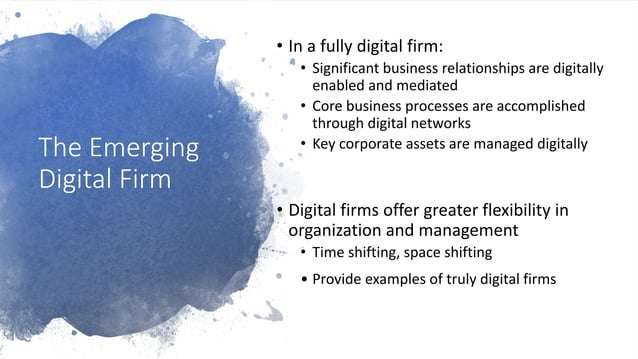 The Emerging
Digital Firm
• In a fully digital firm:
• Significant business relationships are digitally
enabled and mediated
• Core business processes are accomplished
through digital networks
• Key corporate assets are managed digitally
• Digital firms offer greater flexibility in
organization and management
• Time shifting, space shifting
• Provide examples of truly digital firms